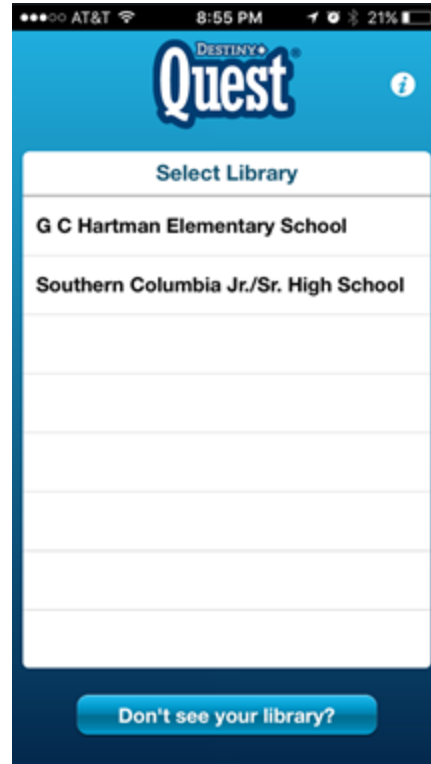 AT&T 8:55 PM 21%
DESTINY
Quest®
i
Select Library
G C Hartman Elementary School
Southern Columbia Jr./Sr. High School
Don't see your library?